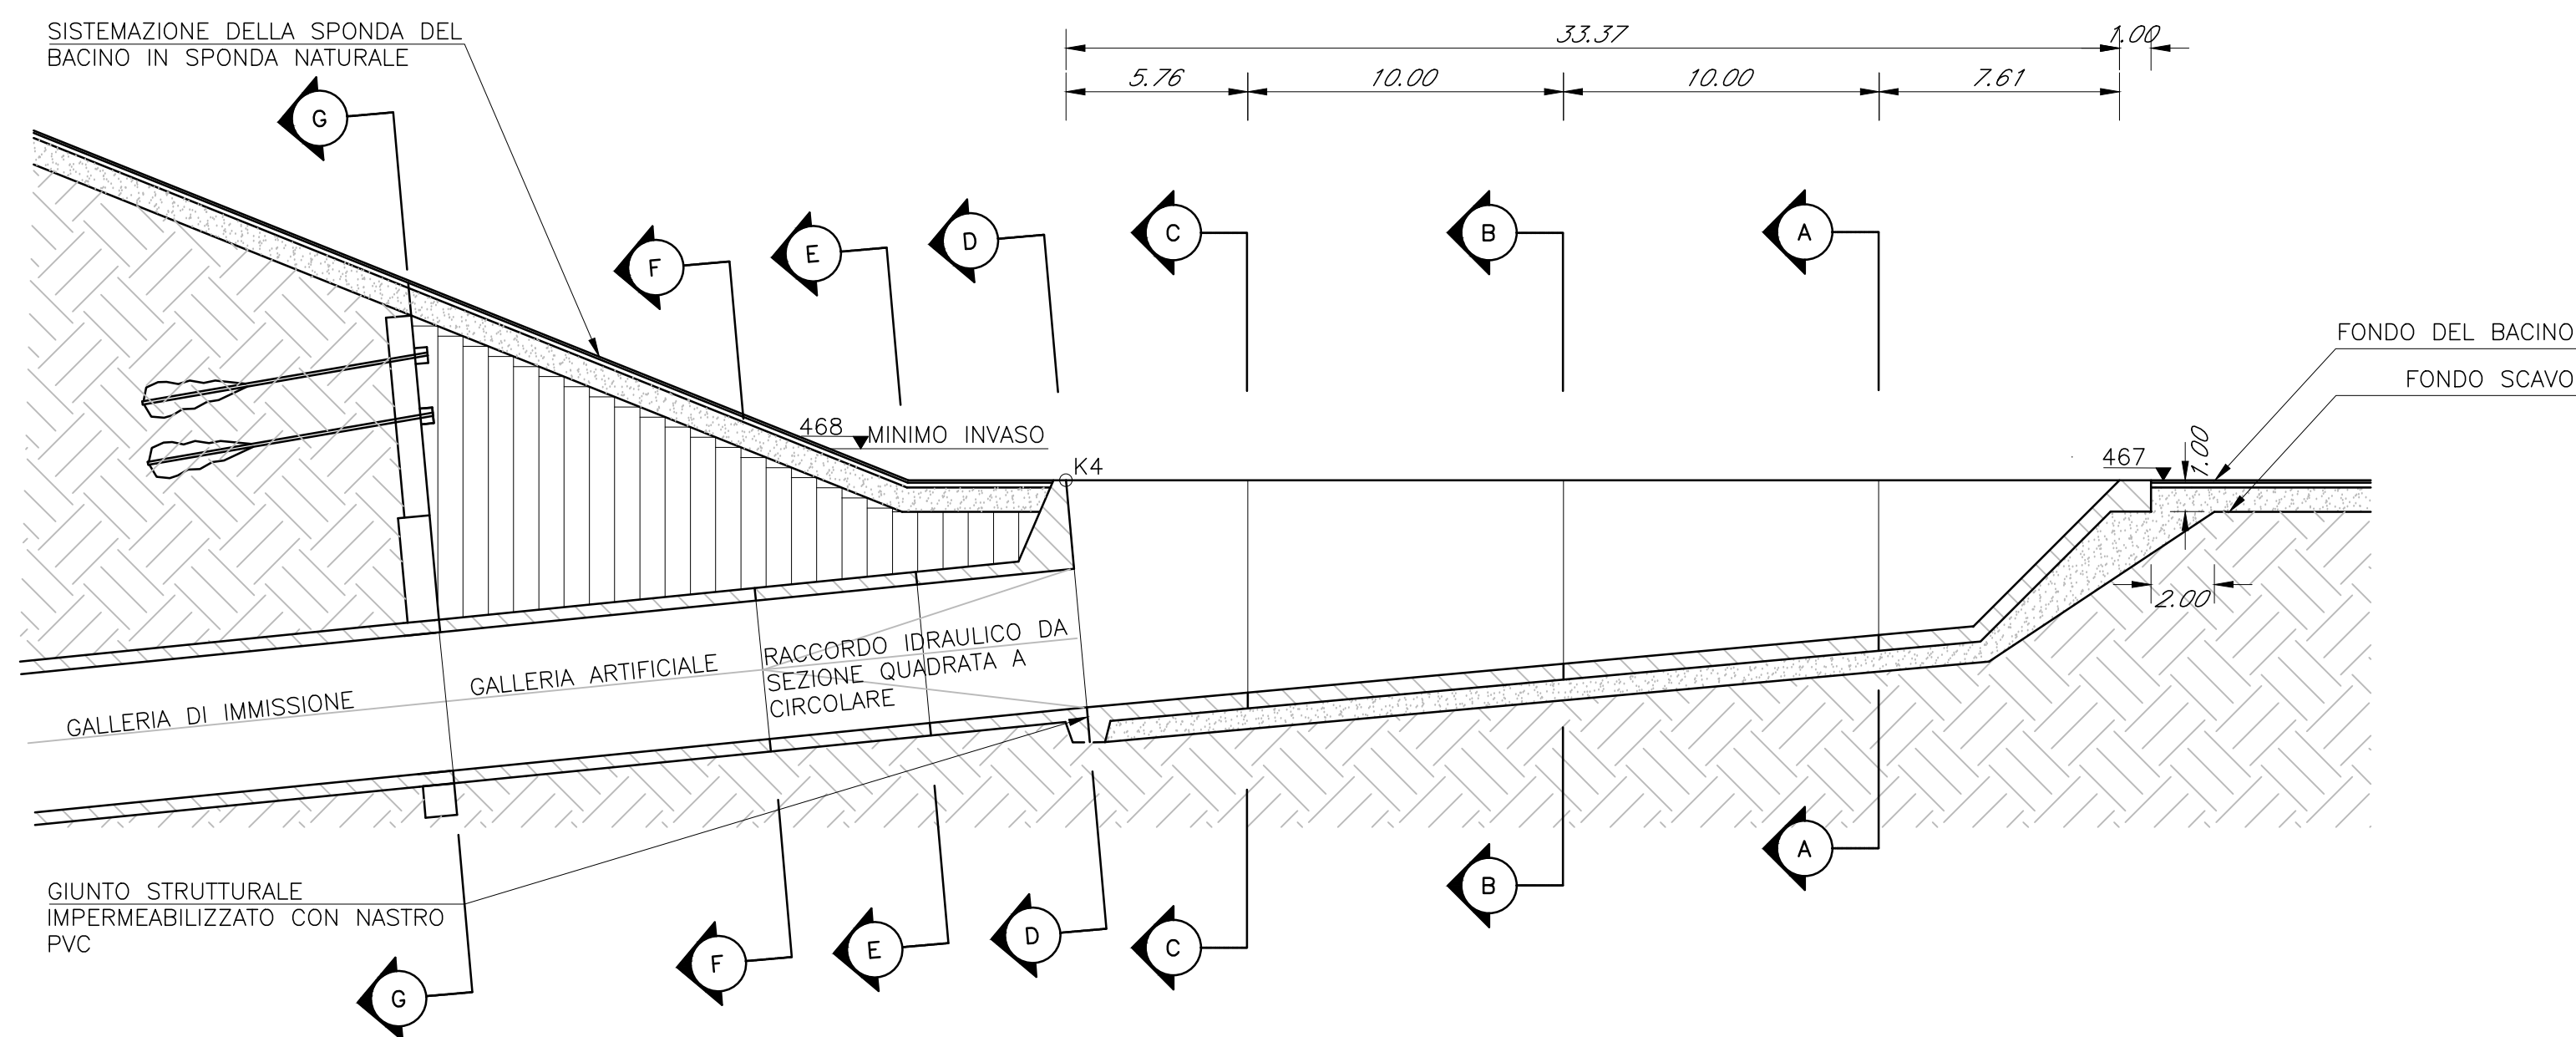 SISTEMAZIONE DELLA SPONDA DEL
BACINO IN SPONDA NATURALE
33.37
1.00
5.76
10.00
10.00
7.61
G
F
E
D
C
B
A
FONDO DEL BACINO
FONDO SCAVO
468
MINIMO INVASO
K4
467
1.00
2.00
RACCORDO IDRAULICO DA
SEZIONE QUADRATA A
CIRCOLARE
GALLERIA ARTIFICIALE
GALLERIA DI IMMISSIONE
GIUNTO STRUTTURALE
IMPERMEABILIZZATO CON NASTRO
PVC
G
F
E
D
C
B
A